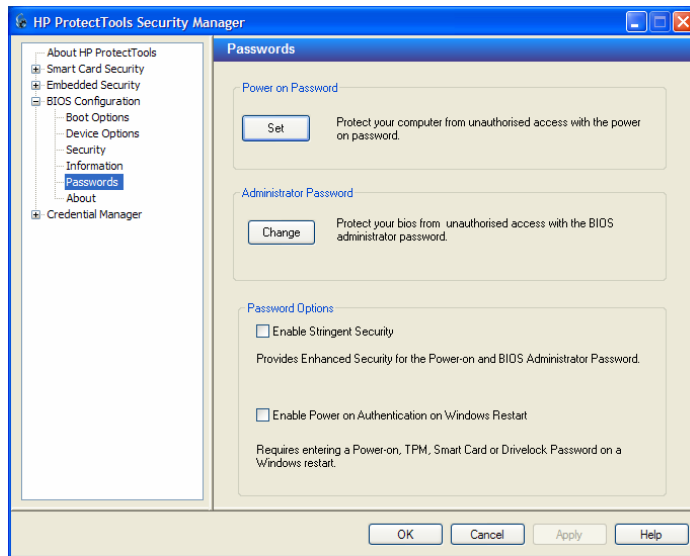 HP ProtectTools Security Manager
About HP ProtectTools
Smart Card Security
Embedded Security
BIOS Configuration
Boot Options
Device Options
Security
Information
Passwords
About
Credential Manager
Passwords
Power on Password
Set
Protect your computer from unauthorised access with the power
on password.
Administrator Password
Change
Protect your bios from unauthorised access with the BIOS
administrator password.
Password Options
Enable Stringent Security
Provides Enhanced Security for the Power-on and BIOS Administrator Password.
Enable Power on Authentication on Windows Restart
Requires entering a Power-on, TPM, Smart Card or Drivelock Password on a
Windows restart.
OK
Cancel
Apply
Help